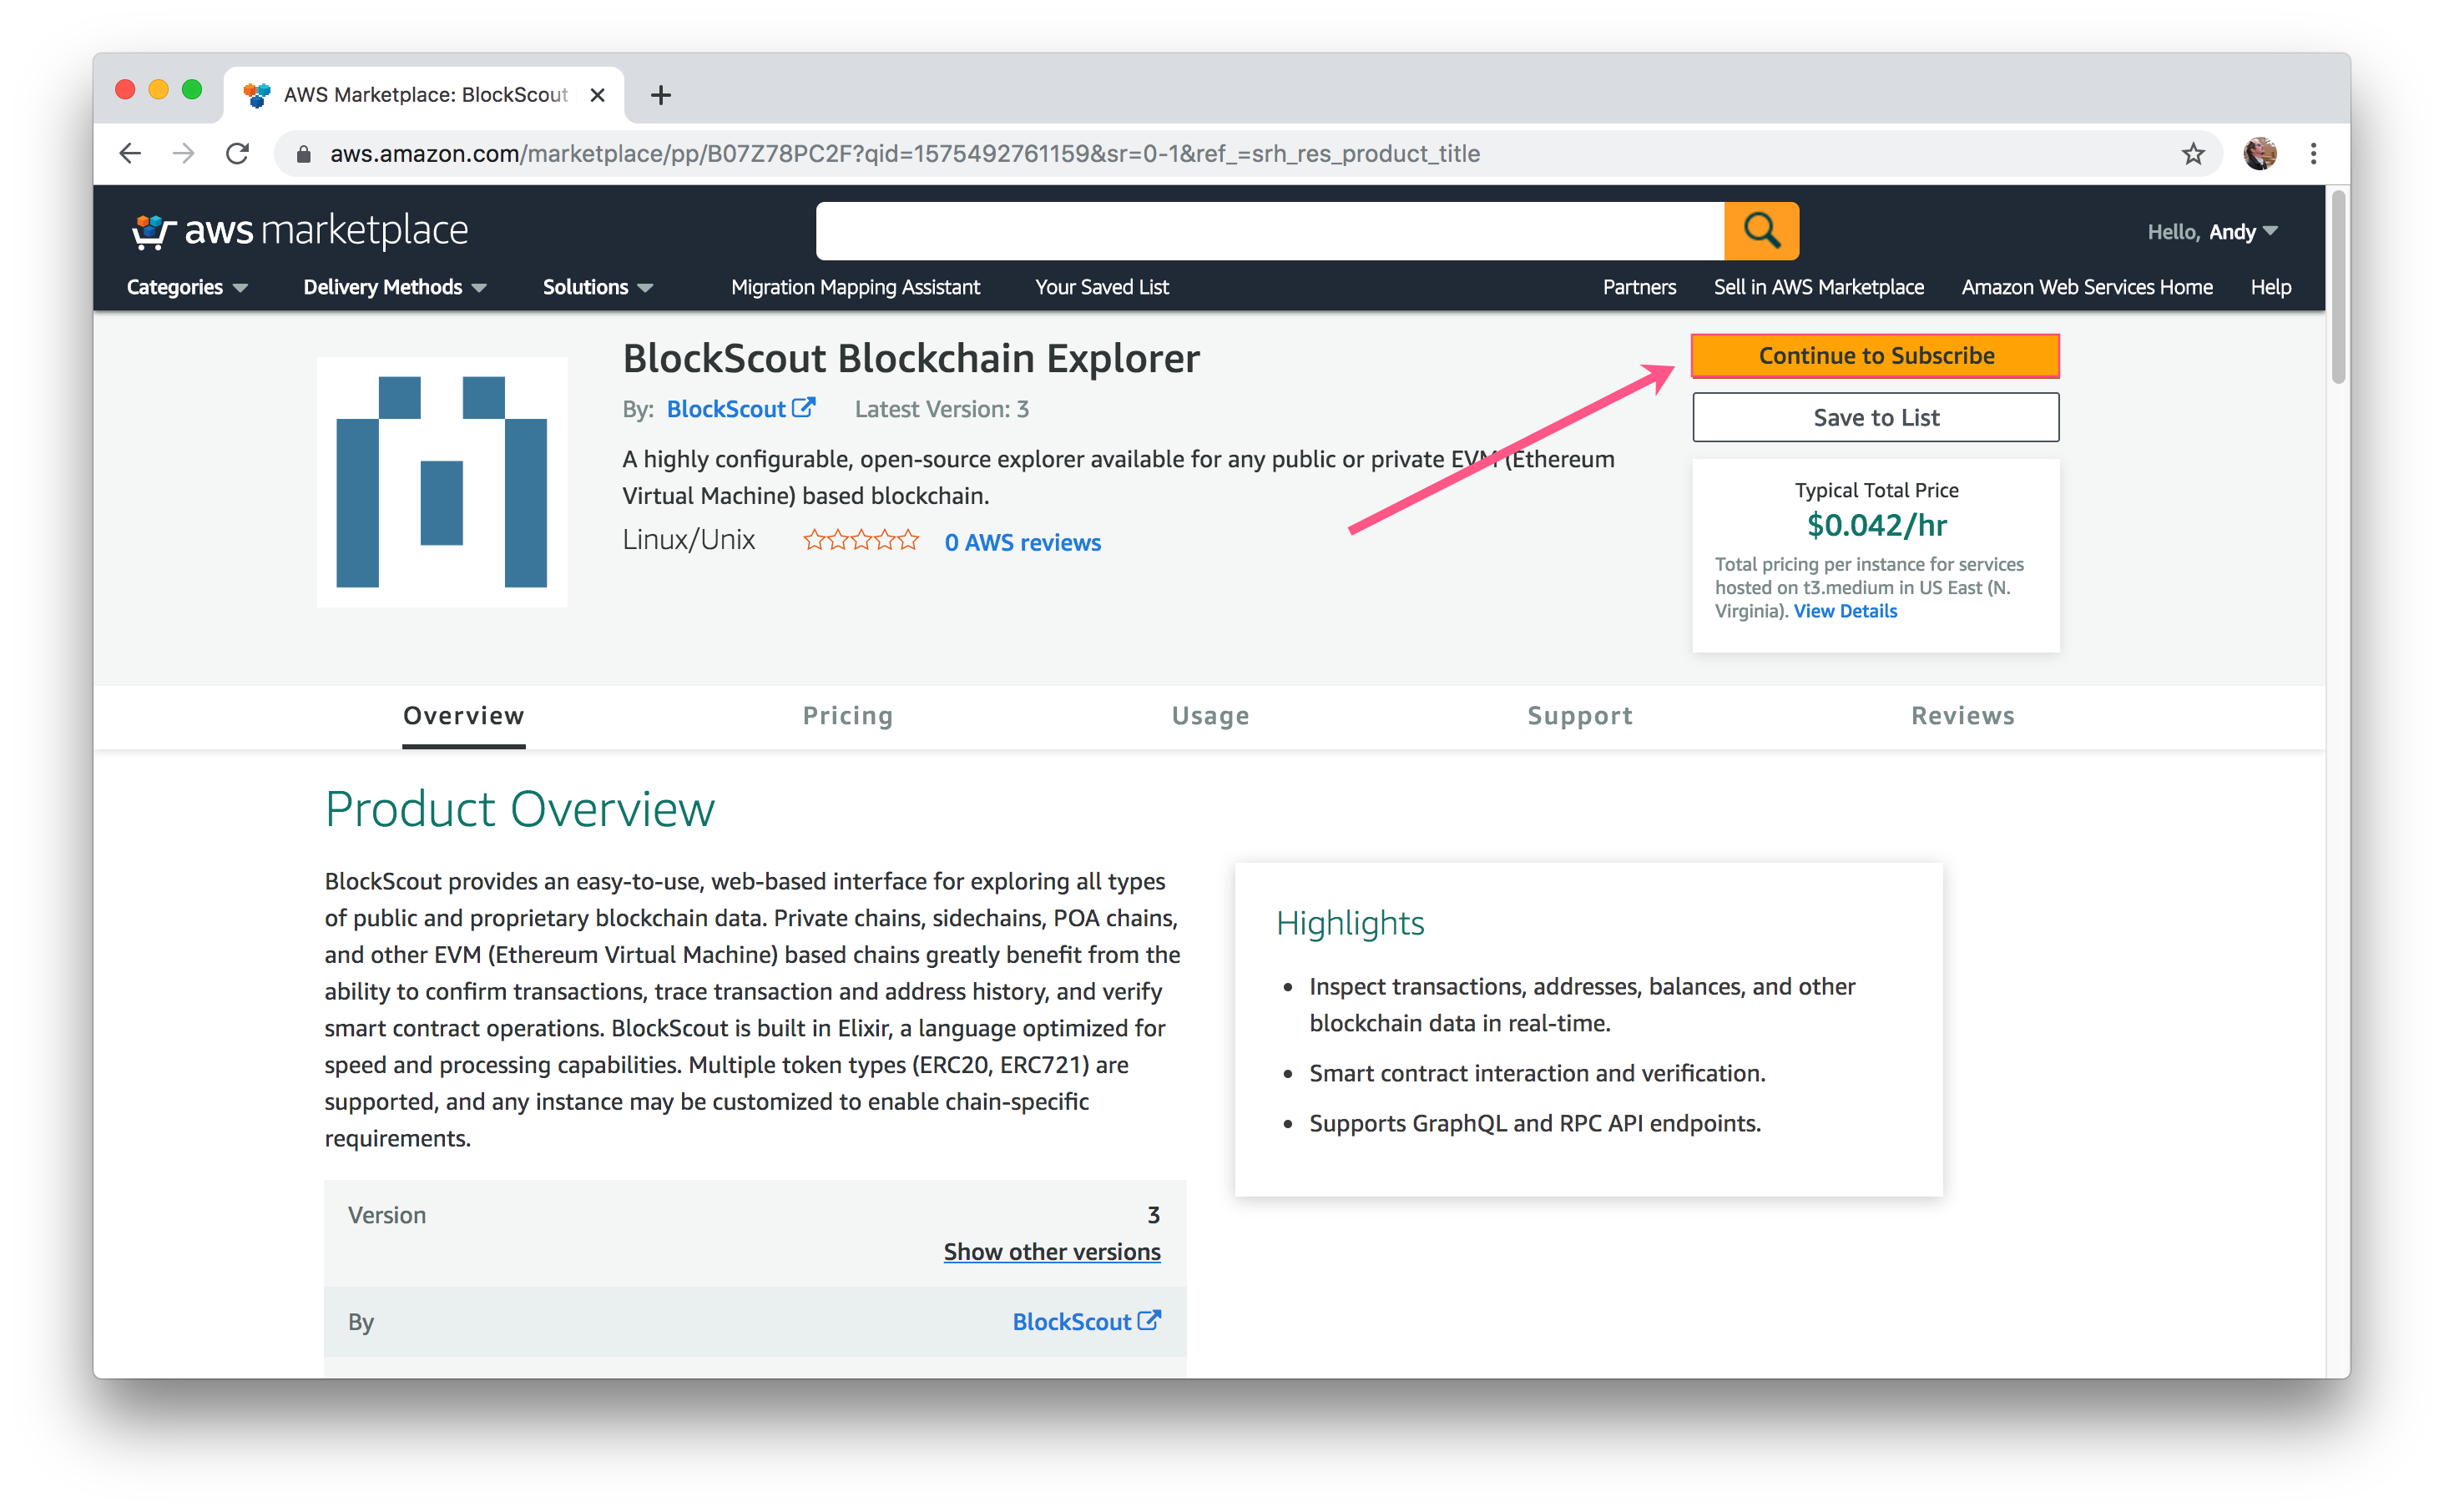 AWS Marketplace: BlockScout
aws.amazon.com/marketplace/pp/B07Z78PC2F?qid=1575492761159&sr=0-1&ref_=srh_res_product_title
aws marketplace
Hello, Andy
Categories Delivery Methods Solutions Migration Mapping Assistant Your Saved List Partners Sell in AWS Marketplace Amazon Web Services Home Help
BlockScout Blockchain Explorer
By: BlockScout Latest Version: 3
A highly configurable, open-source explorer available for any public or private EVM (Ethereum
Virtual Machine) based blockchain.
Linux/Unix 0 AWS reviews
Continue to Subscribe
Save to List
Typical Total Price
$0.042/hr
Total pricing per instance for services
hosted on t3.medium in US East (N.
Virginia). View Details
Overview Pricing Usage Support Reviews
Product Overview
BlockScout provides an easy-to-use, web-based interface for exploring all types
of public and proprietary blockchain data. Private chains, sidechains, POA chains,
and other EVM (Ethereum Virtual Machine) based chains greatly benefit from the
ability to confirm transactions, trace transaction and address history, and verify
smart contract operations. BlockScout is built in Elixir, a language optimized for
speed and processing capabilities. Multiple token types (ERC20, ERC721) are
supported, and any instance may be customized to enable chain-specific
requirements.
Highlights
• Inspect transactions, addresses, balances, and other
blockchain data in real-time.
• Smart contract interaction and verification.
• Supports GraphQL and RPC API endpoints.
Version 3
Show other versions
By BlockScout